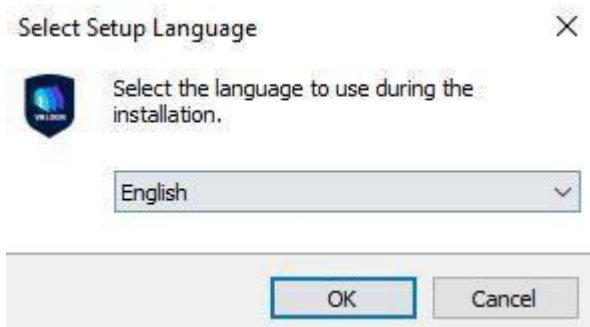 Select Setup Language
Select the language to use during the
installation.
English
OK
Cancel